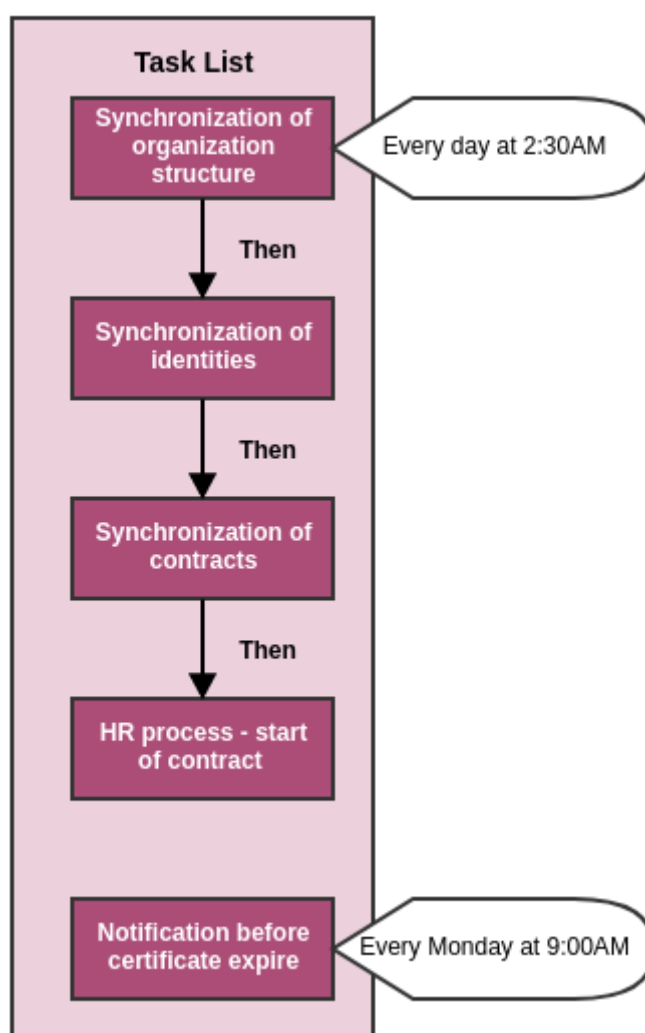 Task List
Synchronization of
organization
structure
Every day at 2:30AM
Then
Synchronization of
identities
Then
Synchronization of
contracts
Then
HR process - start
of contract
Notification before
certificate expire
Every Monday at 9:00AM